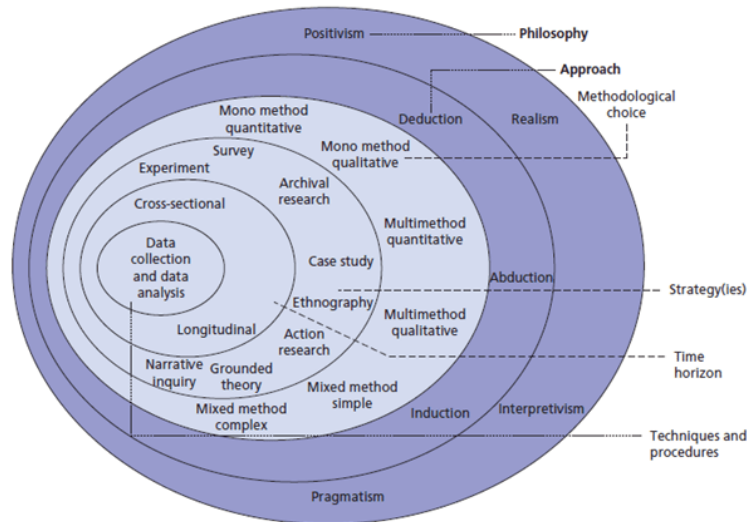 Positivism
Philosophy
Approach
Methodological
choice
Mono method
quantitative
Deduction
Realism
Survey
Mono method
qualitative
Experiment
Archival
research
Cross-sectional
Multimethod
quantitative
Data
collection
and data
analysis
Case study
Abduction
Strategy(ies)
Ethnography
Multimethod
qualitative
Longitudinal
Action
research
Time
horizon
Narrative
inquiry
Grounded
theory
Mixed method
simple
Mixed method
complex
Induction
Interpretivism
Techniques and
procedures
Pragmatism